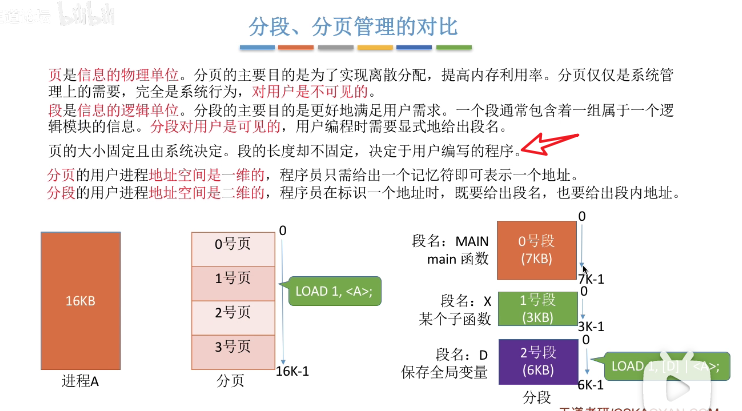 bilibili
分段、分页管理的对比
页是信息的物理单位。分页的主要目的是为了实现离散分配，提高内存利用率。分页仅仅是系统管
理上的需要，完全是系统行为，对用户是不可见的。
段是信息的逻辑单位。分段的主要目的是更好地满足用户需求。一个段通常包含着一组属于一个逻
辑模块的信息。分段对用户是可见的，用户编程时需要显式地给出段名。
页的大小固定且由系统决定。段的长度却不固定，决定于用户编写的程序。
分页的用户进程地址空间是一维的，程序员只需给出一个记忆符即可表示一个地址。
分段的用户进程地址空间是二维的，程序员在标识一个地址时，既要给出段名，也要给出段内地址。
16KB
进程A
0
0号页
1号页
LOAD 1, <A>;
2号页
3号页
16K-1
分页
0
段名：MAIN
main 函数
0号段
(7KB)
7K-1
0
段名：X
某个子函数
1号段
(3KB)
3K-1
0
段名：D
保存全局变量
2号段
(6KB)
LOAD 1, [D] | <A>;
6K-1
分段